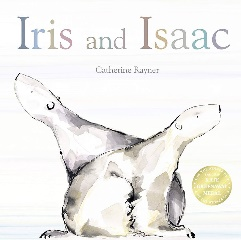 Iris and Isaac
Catherine Rayner